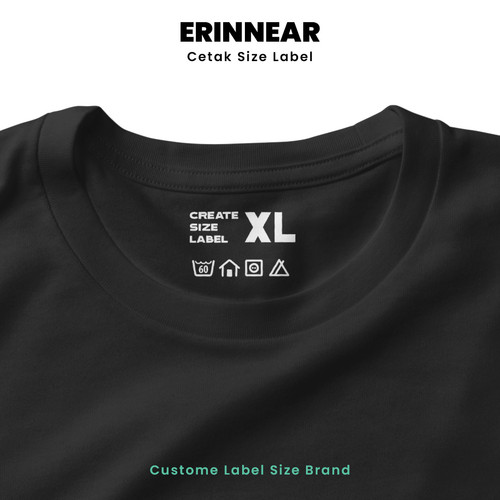 ERINNEAR
Cetak Size Label
CREATE
SIZE
LABEL
XL
60
Custome Label Size Brand